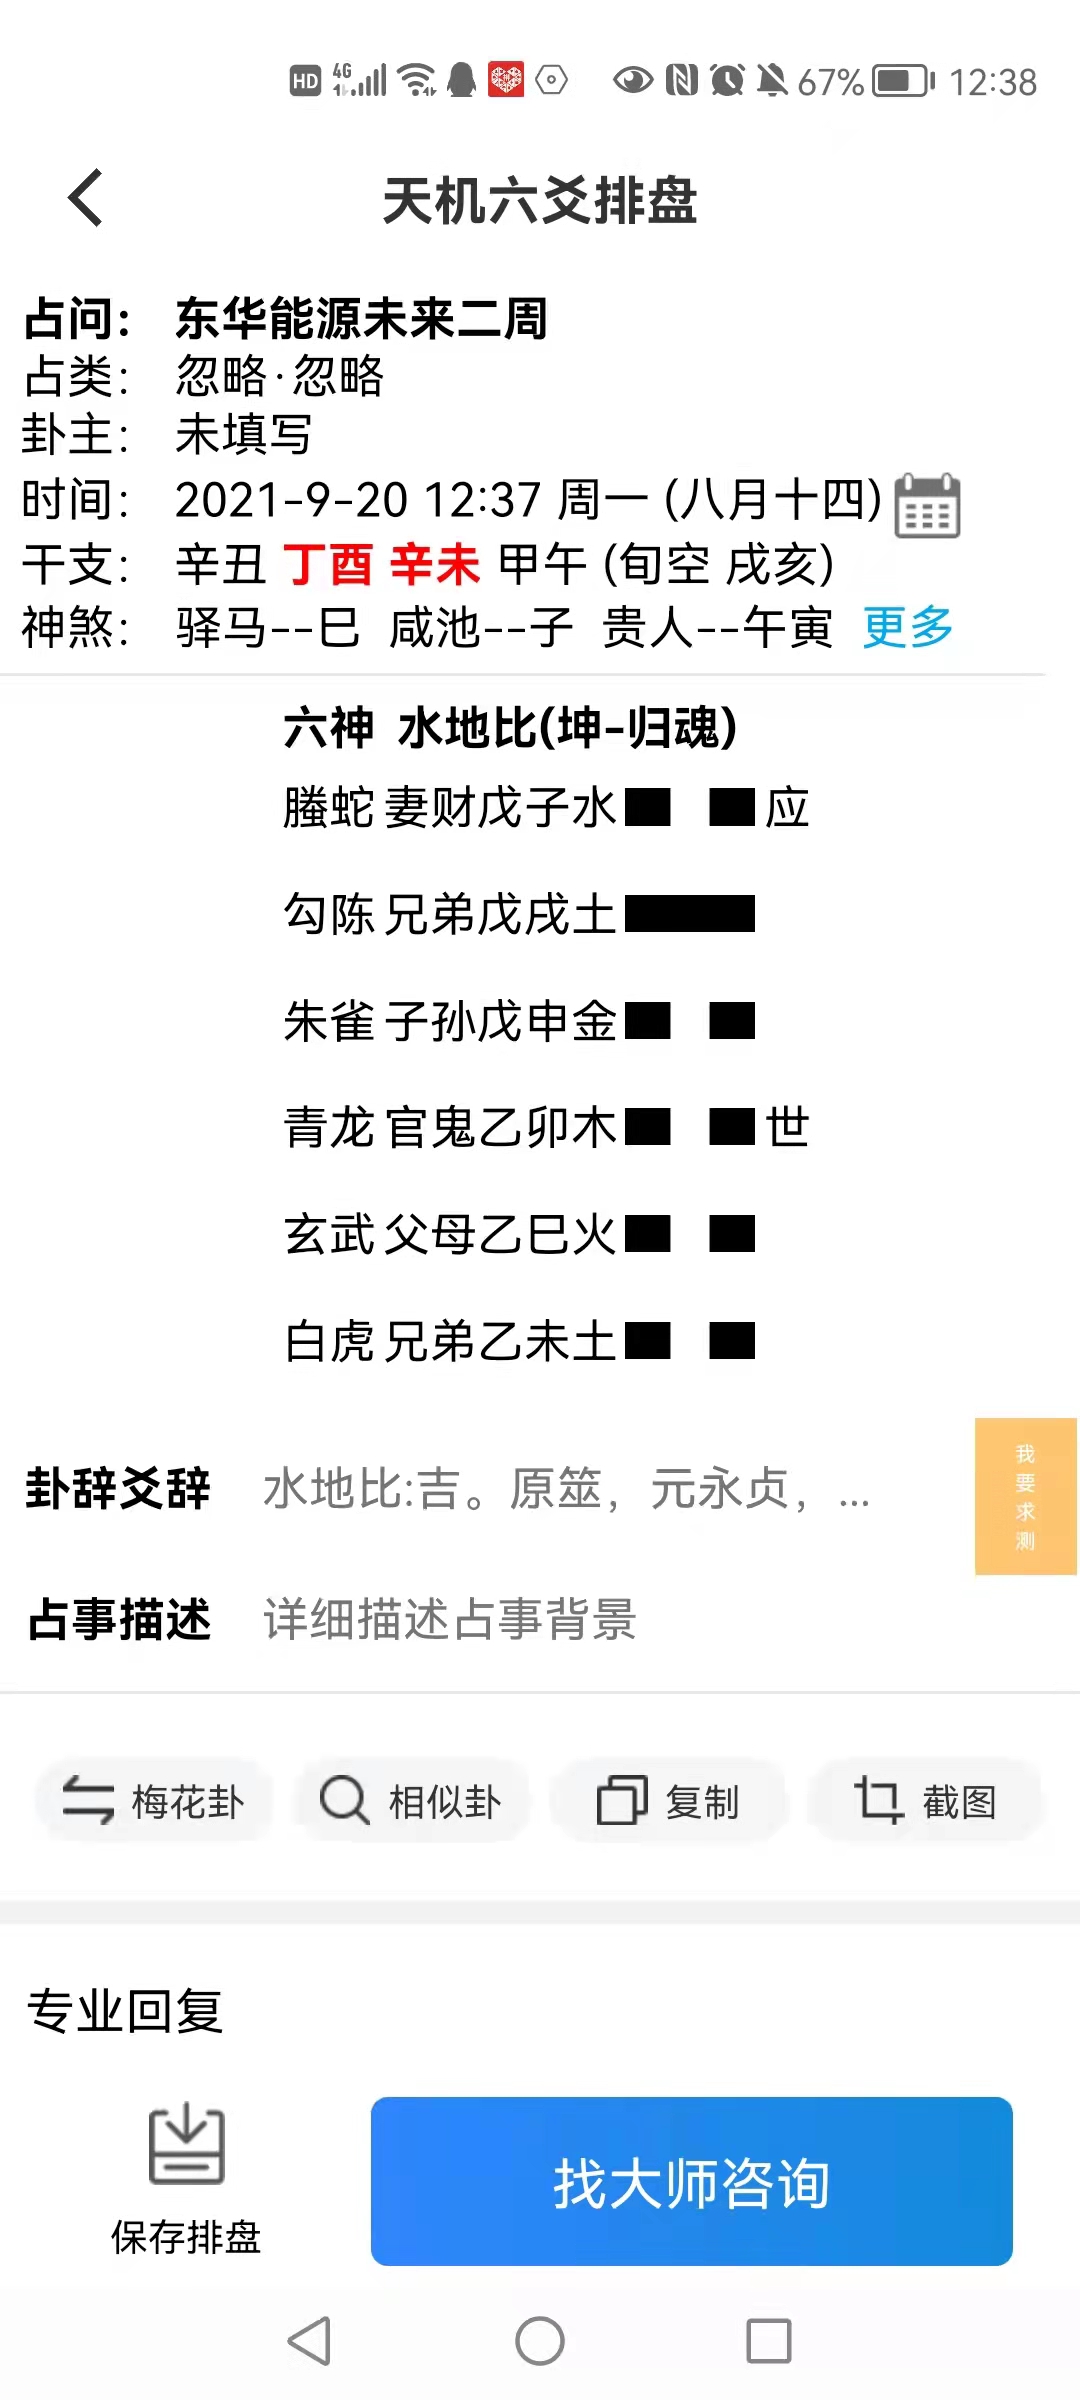 HD 4G 67% 12:38
天机六爻排盘
占问： 东华能源未来二周
占类： 忽略·忽略
卦主： 未填写
时间： 2021-9-20 12:37 周一 (八月十四)
干支： 辛丑 丁酉 辛未 甲午 (旬空 戌亥)
神煞： 驿马--巳 咸池--子 贵人--午寅 更多
六神 水地比(坤-归魂)
螣蛇 妻财戊子水 应
勾陈 兄弟戊戌土
朱雀 子孙戊申金
青龙 官鬼乙卯木 世
玄武 父母乙巳火
白虎 兄弟乙未土
卦辞爻辞 水地比:吉。原筮，元永贞，...
我要求测
占事描述 详细描述占事背景
梅花卦 相似卦 复制 截图
专业回复
保存排盘
找大师咨询